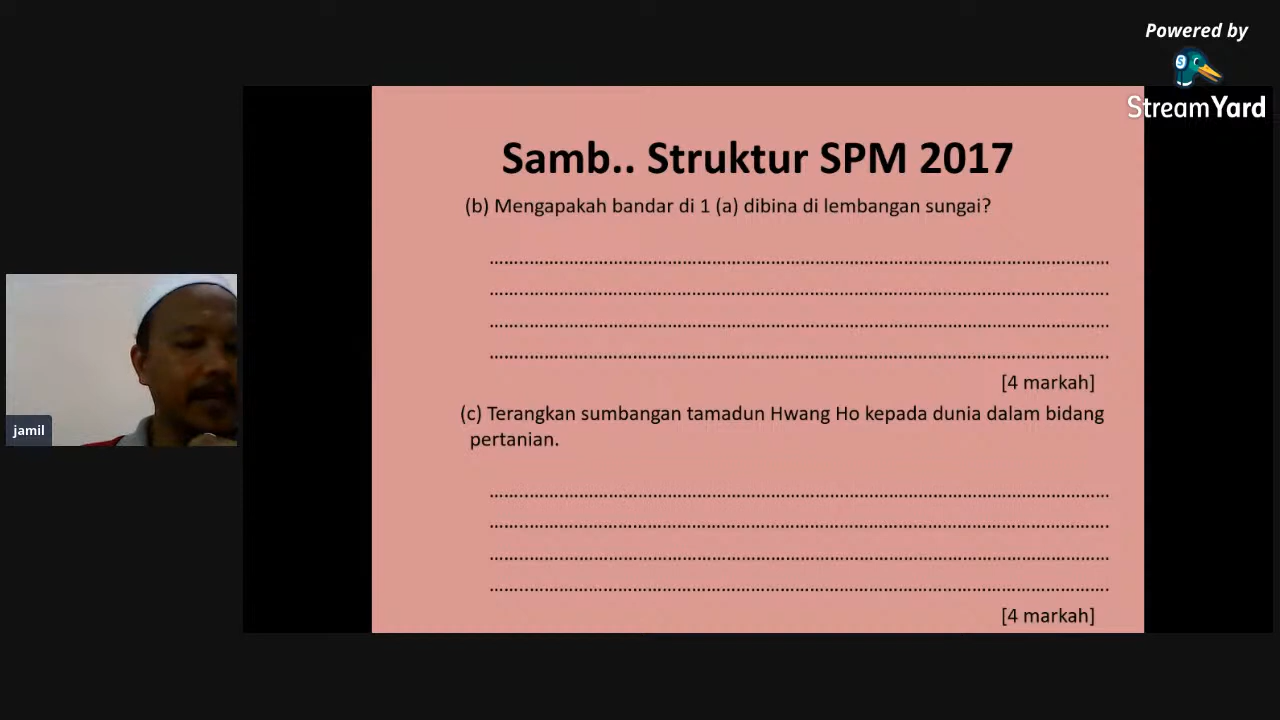 Powered by
StreamYard
Samb.. Struktur SPM 2017
(b) Mengapakah bandar di 1 (a) dibina di lembangan sungai?
[4 markah]
(c) Terangkan sumbangan tamadun Hwang Ho kepada dunia dalam bidang
pertanian.
[4 markah]
jamil